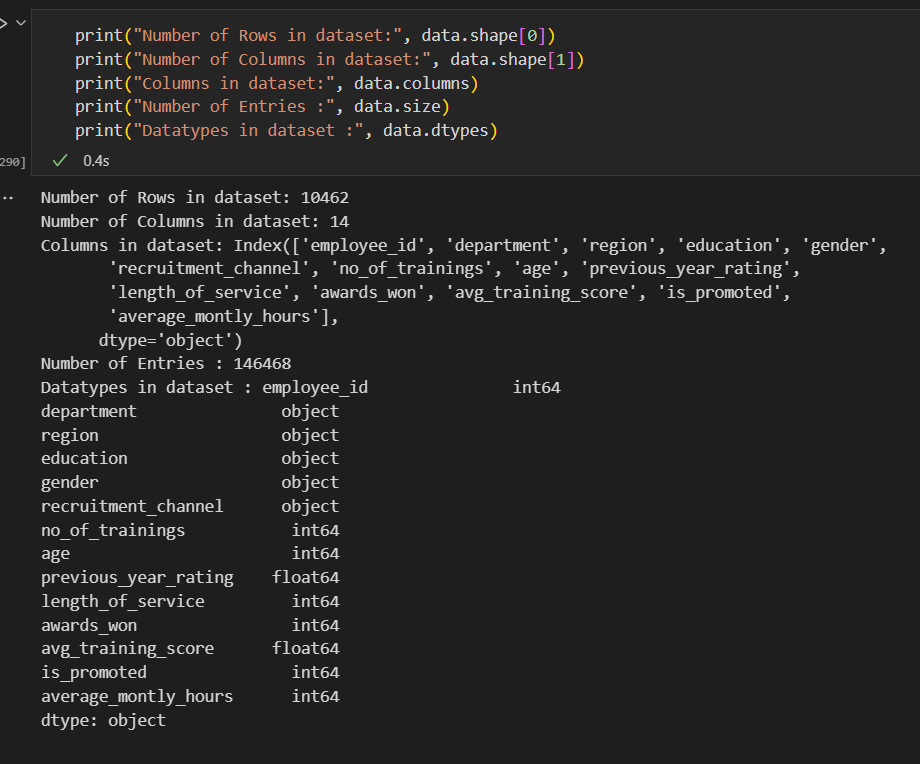 print("Number of Rows in dataset:", data.shape[0])
print("Number of Columns in dataset:", data.shape[1])
print("Columns in dataset:", data.columns)
print("Number of Entries :", data.size)
print("Datatypes in dataset :", data.dtypes)
290] ✓ 0.4s
Number of Rows in dataset: 10462
Number of Columns in dataset: 14
Columns in dataset: Index(['employee_id', 'department', 'region', 'education', 'gender',
       'recruitment_channel', 'no_of_trainings', 'age', 'previous_year_rating',
       'length_of_service', 'awards_won', 'avg_training_score', 'is_promoted',
       'average_montly_hours'],
      dtype='object')
Number of Entries : 146468
Datatypes in dataset : employee_id               int64
department               object
region                   object
education                object
gender                   object
recruitment_channel      object
no_of_trainings           int64
age                       int64
previous_year_rating    float64
length_of_service         int64
awards_won                int64
avg_training_score      float64
is_promoted               int64
average_montly_hours      int64
dtype: object